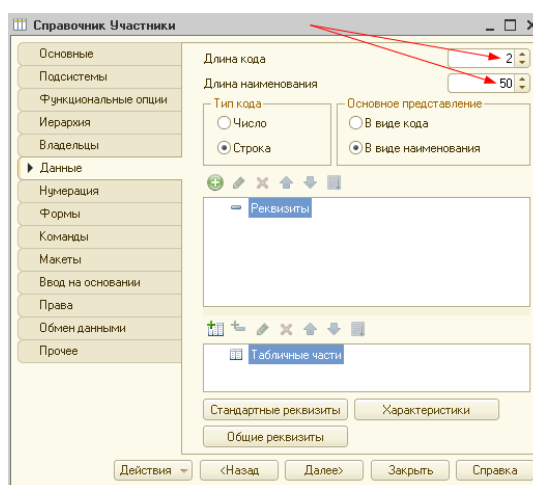 Справочник Участники
Основные
Подсистемы
Функциональные опции
Иерархия
Владельцы
Данные
Нумерация
Формы
Команды
Макеты
Ввод на основании
Права
Обмен данными
Прочее
Длина кода 2
Длина наименования 50
Тип кода
Число
Строка
Основное представление
В виде кода
В виде наименования
Реквизиты
Табличные части
Стандартные реквизиты Характеристики
Общие реквизиты
Действия <Назад Далее> Закрыть Справка